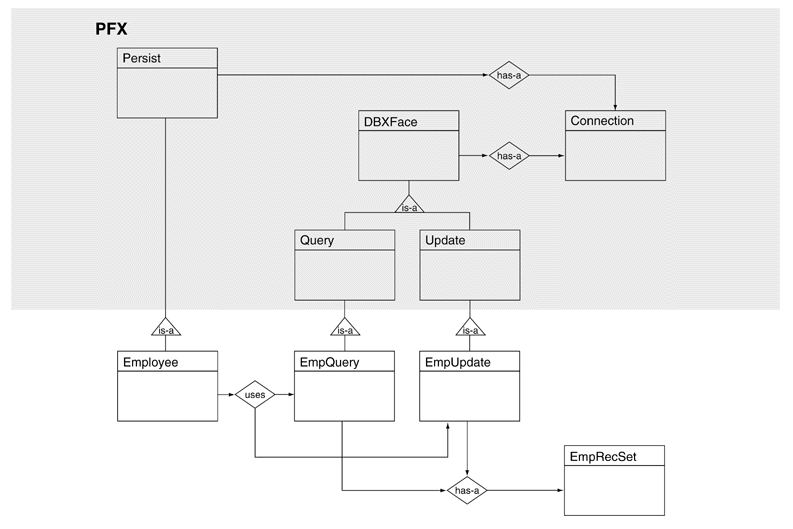 PFX
Persist
has-a
DBXFace
Connection
has-a
is-a
Query
Update
is-a
is-a
is-a
Employee
EmpQuery
EmpUpdate
uses
EmpRecSet
has-a